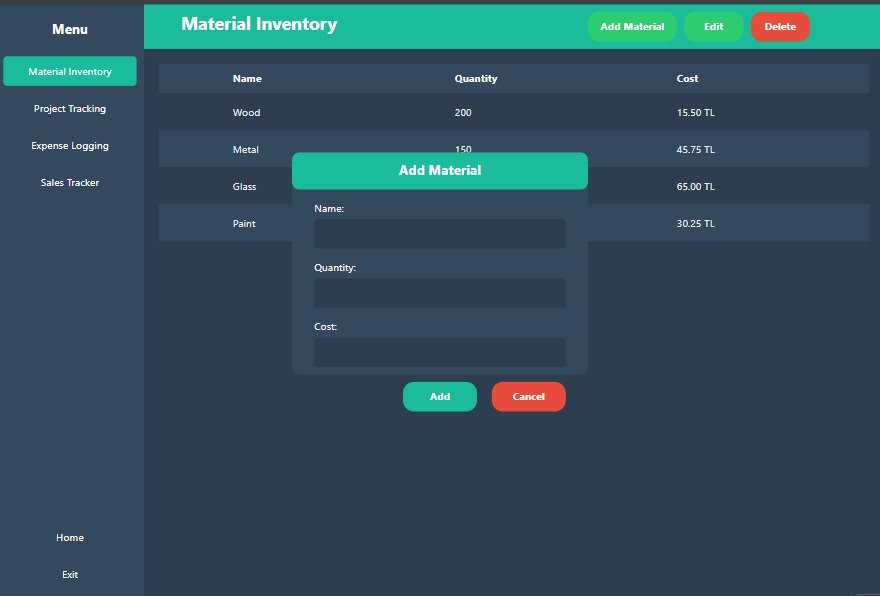 Menu
Material Inventory
Project Tracking
Expense Logging
Sales Tracker
Home
Exit
Material Inventory
Add Material
Edit
Delete
Name Quantity Cost
Wood 200 15.50 TL
Metal 150 45.75 TL
Glass 65.00 TL
Paint 30.25 TL
Add Material
Name:
Quantity:
Cost:
Add
Cancel